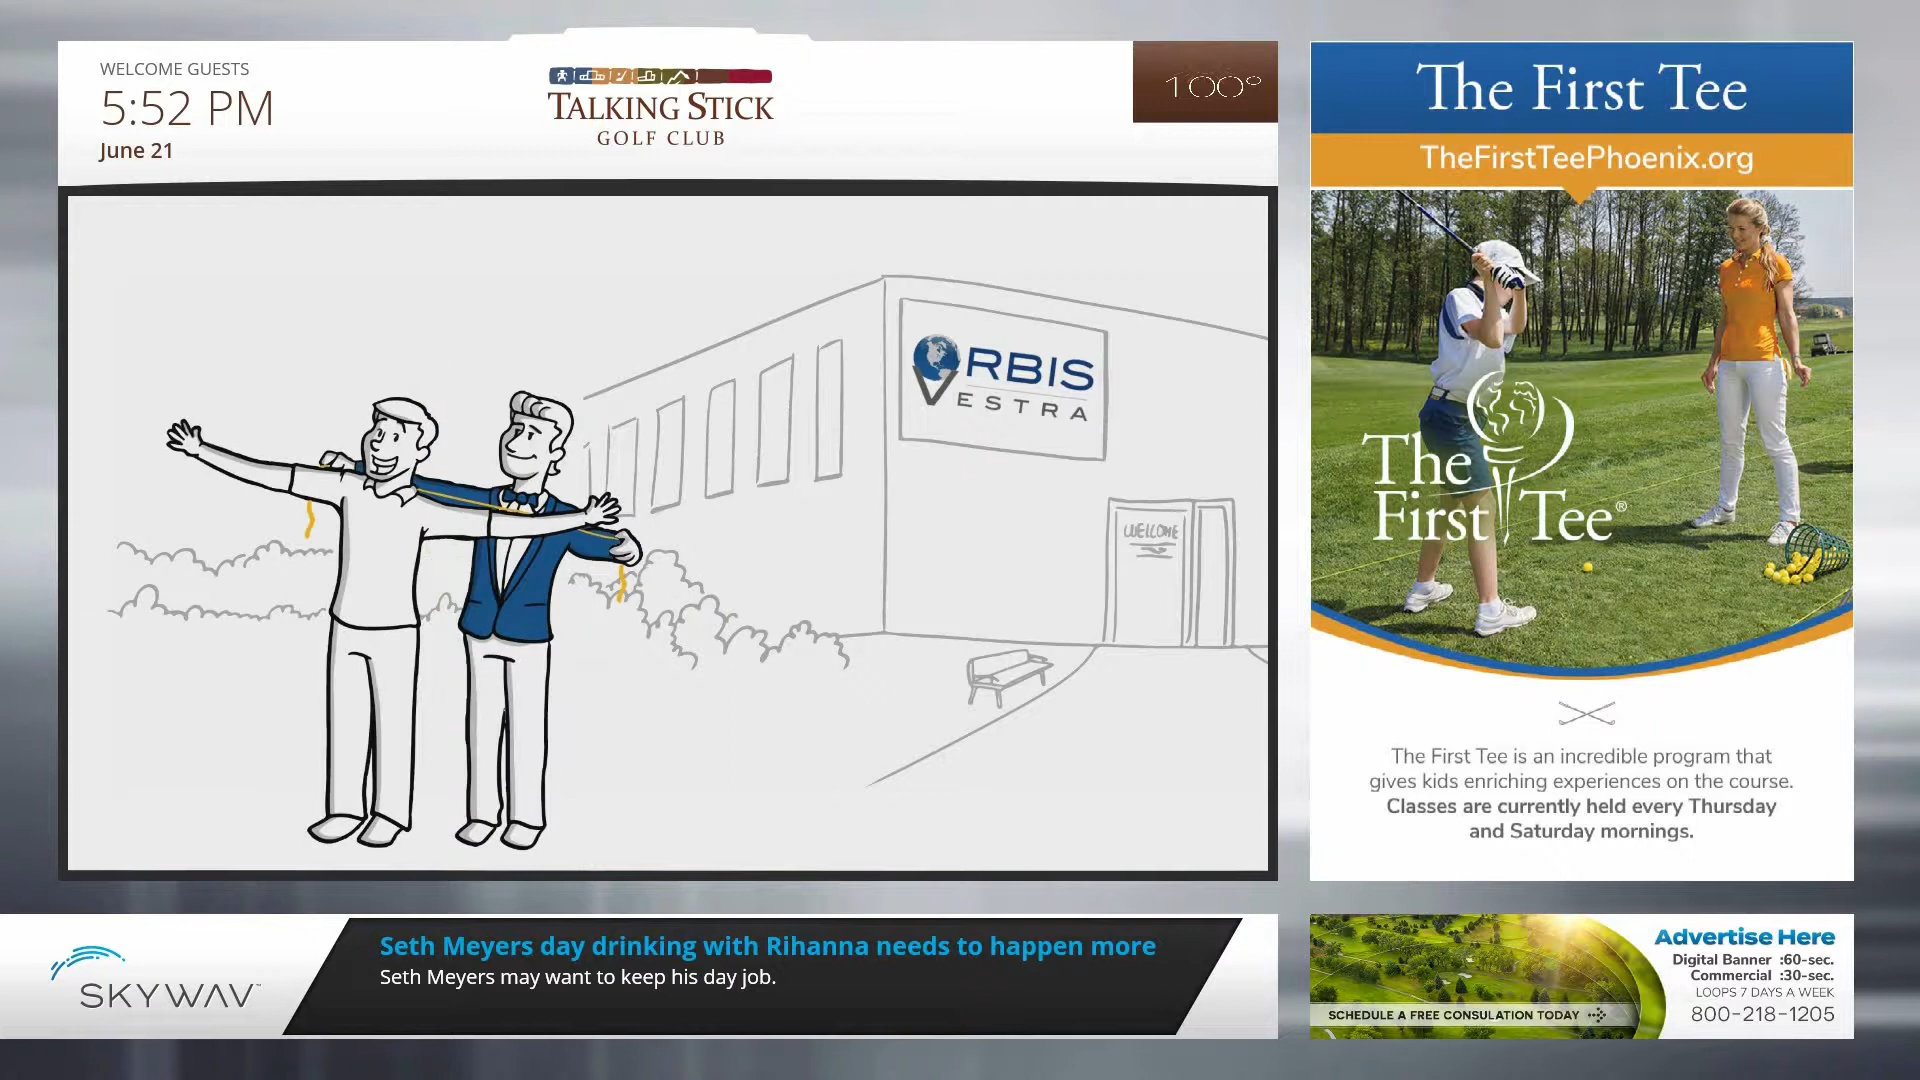 WELCOME GUESTS
5:52 PM
June 21
TALKING STICK
GOLF CLUB
100°
ORBIS
VESTRA
WELCOME
The First Tee
TheFirstTeePhoenix.org
The
First Tee®
The First Tee is an incredible program that
gives kids enriching experiences on the course.
Classes are currently held every Thursday
and Saturday mornings.
SKYWAV™
Seth Meyers day drinking with Rihanna needs to happen more
Seth Meyers may want to keep his day job.
Advertise Here
Digital Banner :60-sec.
Commercial :30-sec.
LOOPS 7 DAYS A WEEK
800-218-1205
SCHEDULE A FREE CONSULATION TODAY